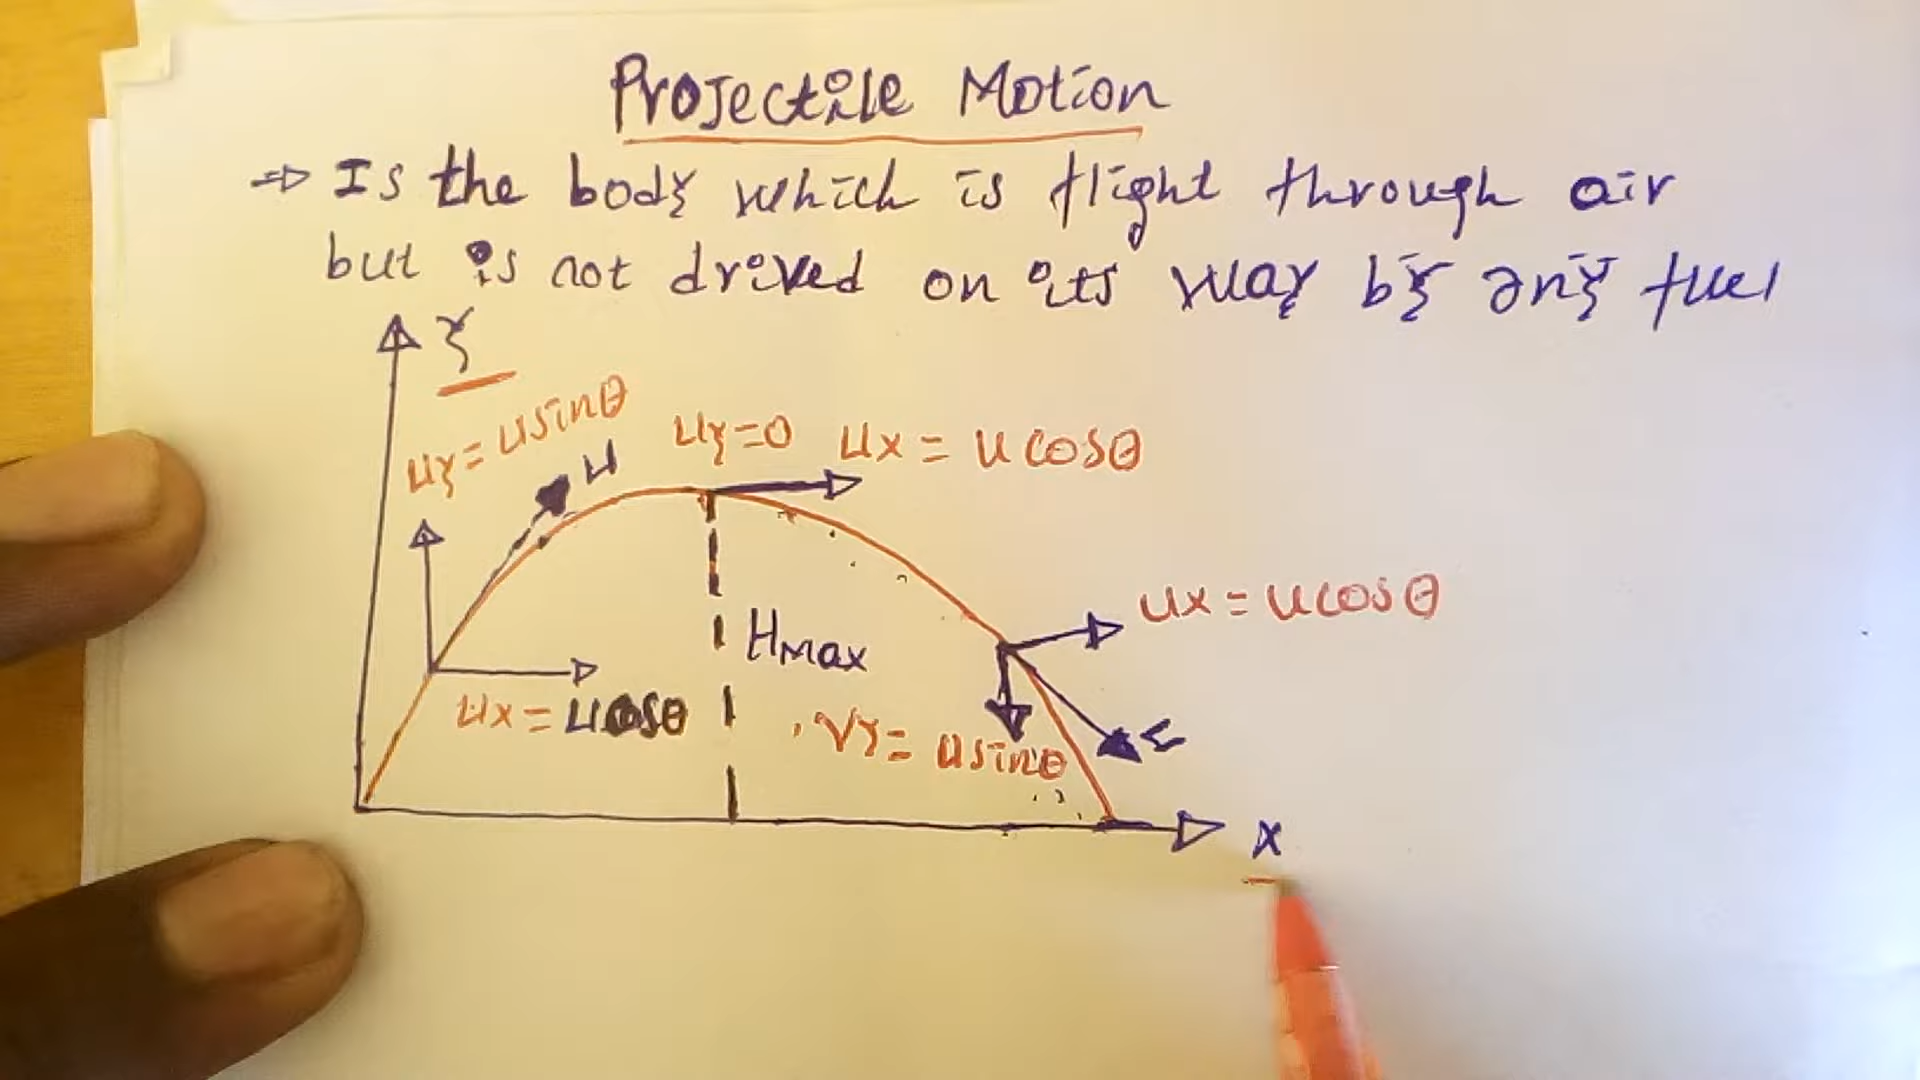 Projectile Motion
⇒ Is the body which is flight through air
but is not drived on its way by any fuel
y
uy = usinθ
u
uy=0
ux = ucosθ
ux = ucosθ
HMax
ux = ucosθ
Vy = usinθ
x